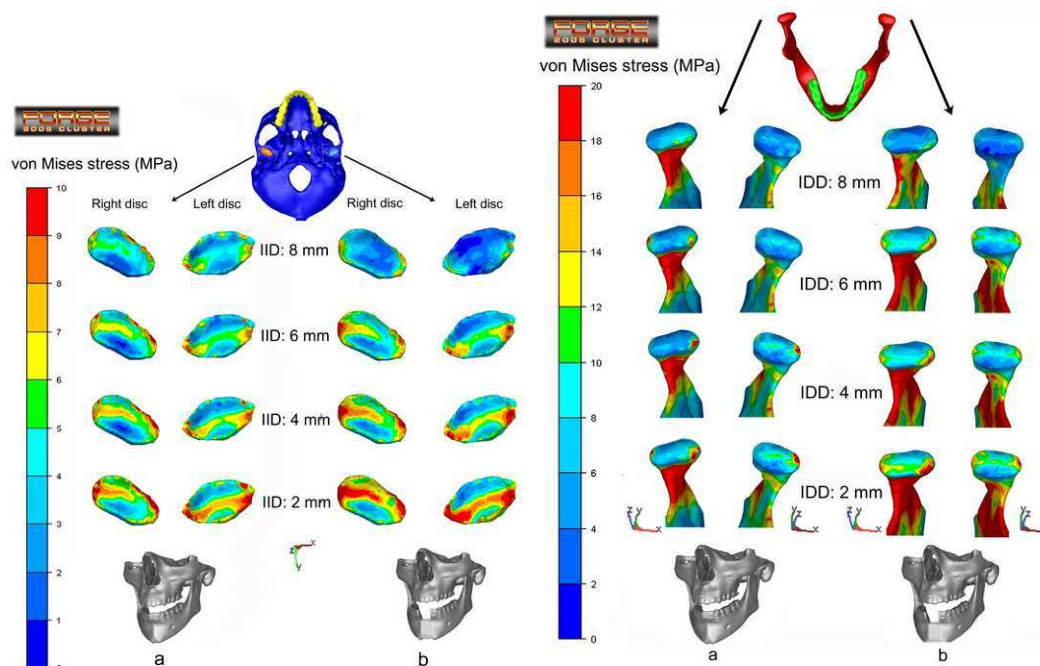 FORGE
2005 CLUSTER
von Mises stress (MPa)
10
9
8
7
6
5
4
3
2
1
Right disc
Left disc
Right disc
Left disc
IID: 8 mm
IID: 6 mm
IID: 4 mm
IID: 2 mm
z
x
y
a
b
FORGE
2005 CLUSTER
von Mises stress (MPa)
20
18
16
14
12
10
8
6
4
2
0
IDD: 8 mm
IDD: 6 mm
IDD: 4 mm
IDD: 2 mm
z y
x
z y
x
z y
x
a
b